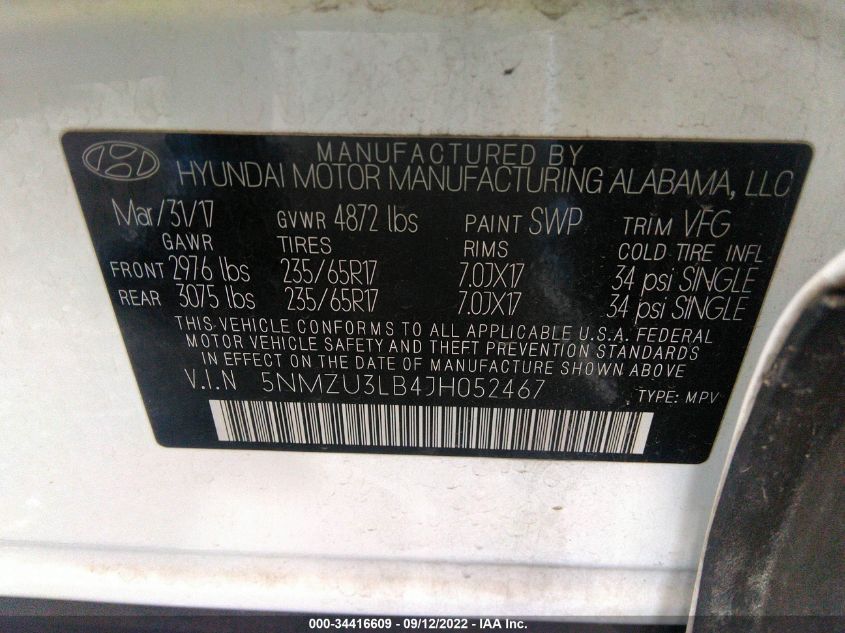 MANUFACTURED BY
HYUNDAI MOTOR MANUFACTURING ALABAMA, LLC
Mar/31/17 GVWR 4872 lbs PAINT SWP TRIM VFG
GAWR TIRES RIMS COLD TIRE INFL
FRONT 2976 lbs 235/65R17 7.0JX17 34 psi SINGLE
REAR 3075 lbs 235/65R17 7.0JX17 34 psi SINGLE
THIS VEHICLE CONFORMS TO ALL APPLICABLE U.S.A. FEDERAL
MOTOR VEHICLE SAFETY AND THEFT PREVENTION STANDARDS
IN EFFECT ON THE DATE OF MANUFACTURE SHOWN ABOVE
V.I.N 5NMZU3LB4JH052467 TYPE: MPV
000-34416609 - 09/12/2022 - IAA Inc.